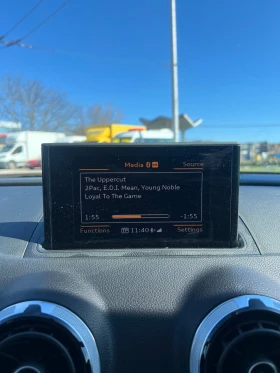 Media
Source
The Uppercut
2Pac, E.D.I. Mean, Young Noble
Loyal To The Game
1:55 -1:55
Functions
TP 11:40
Settings